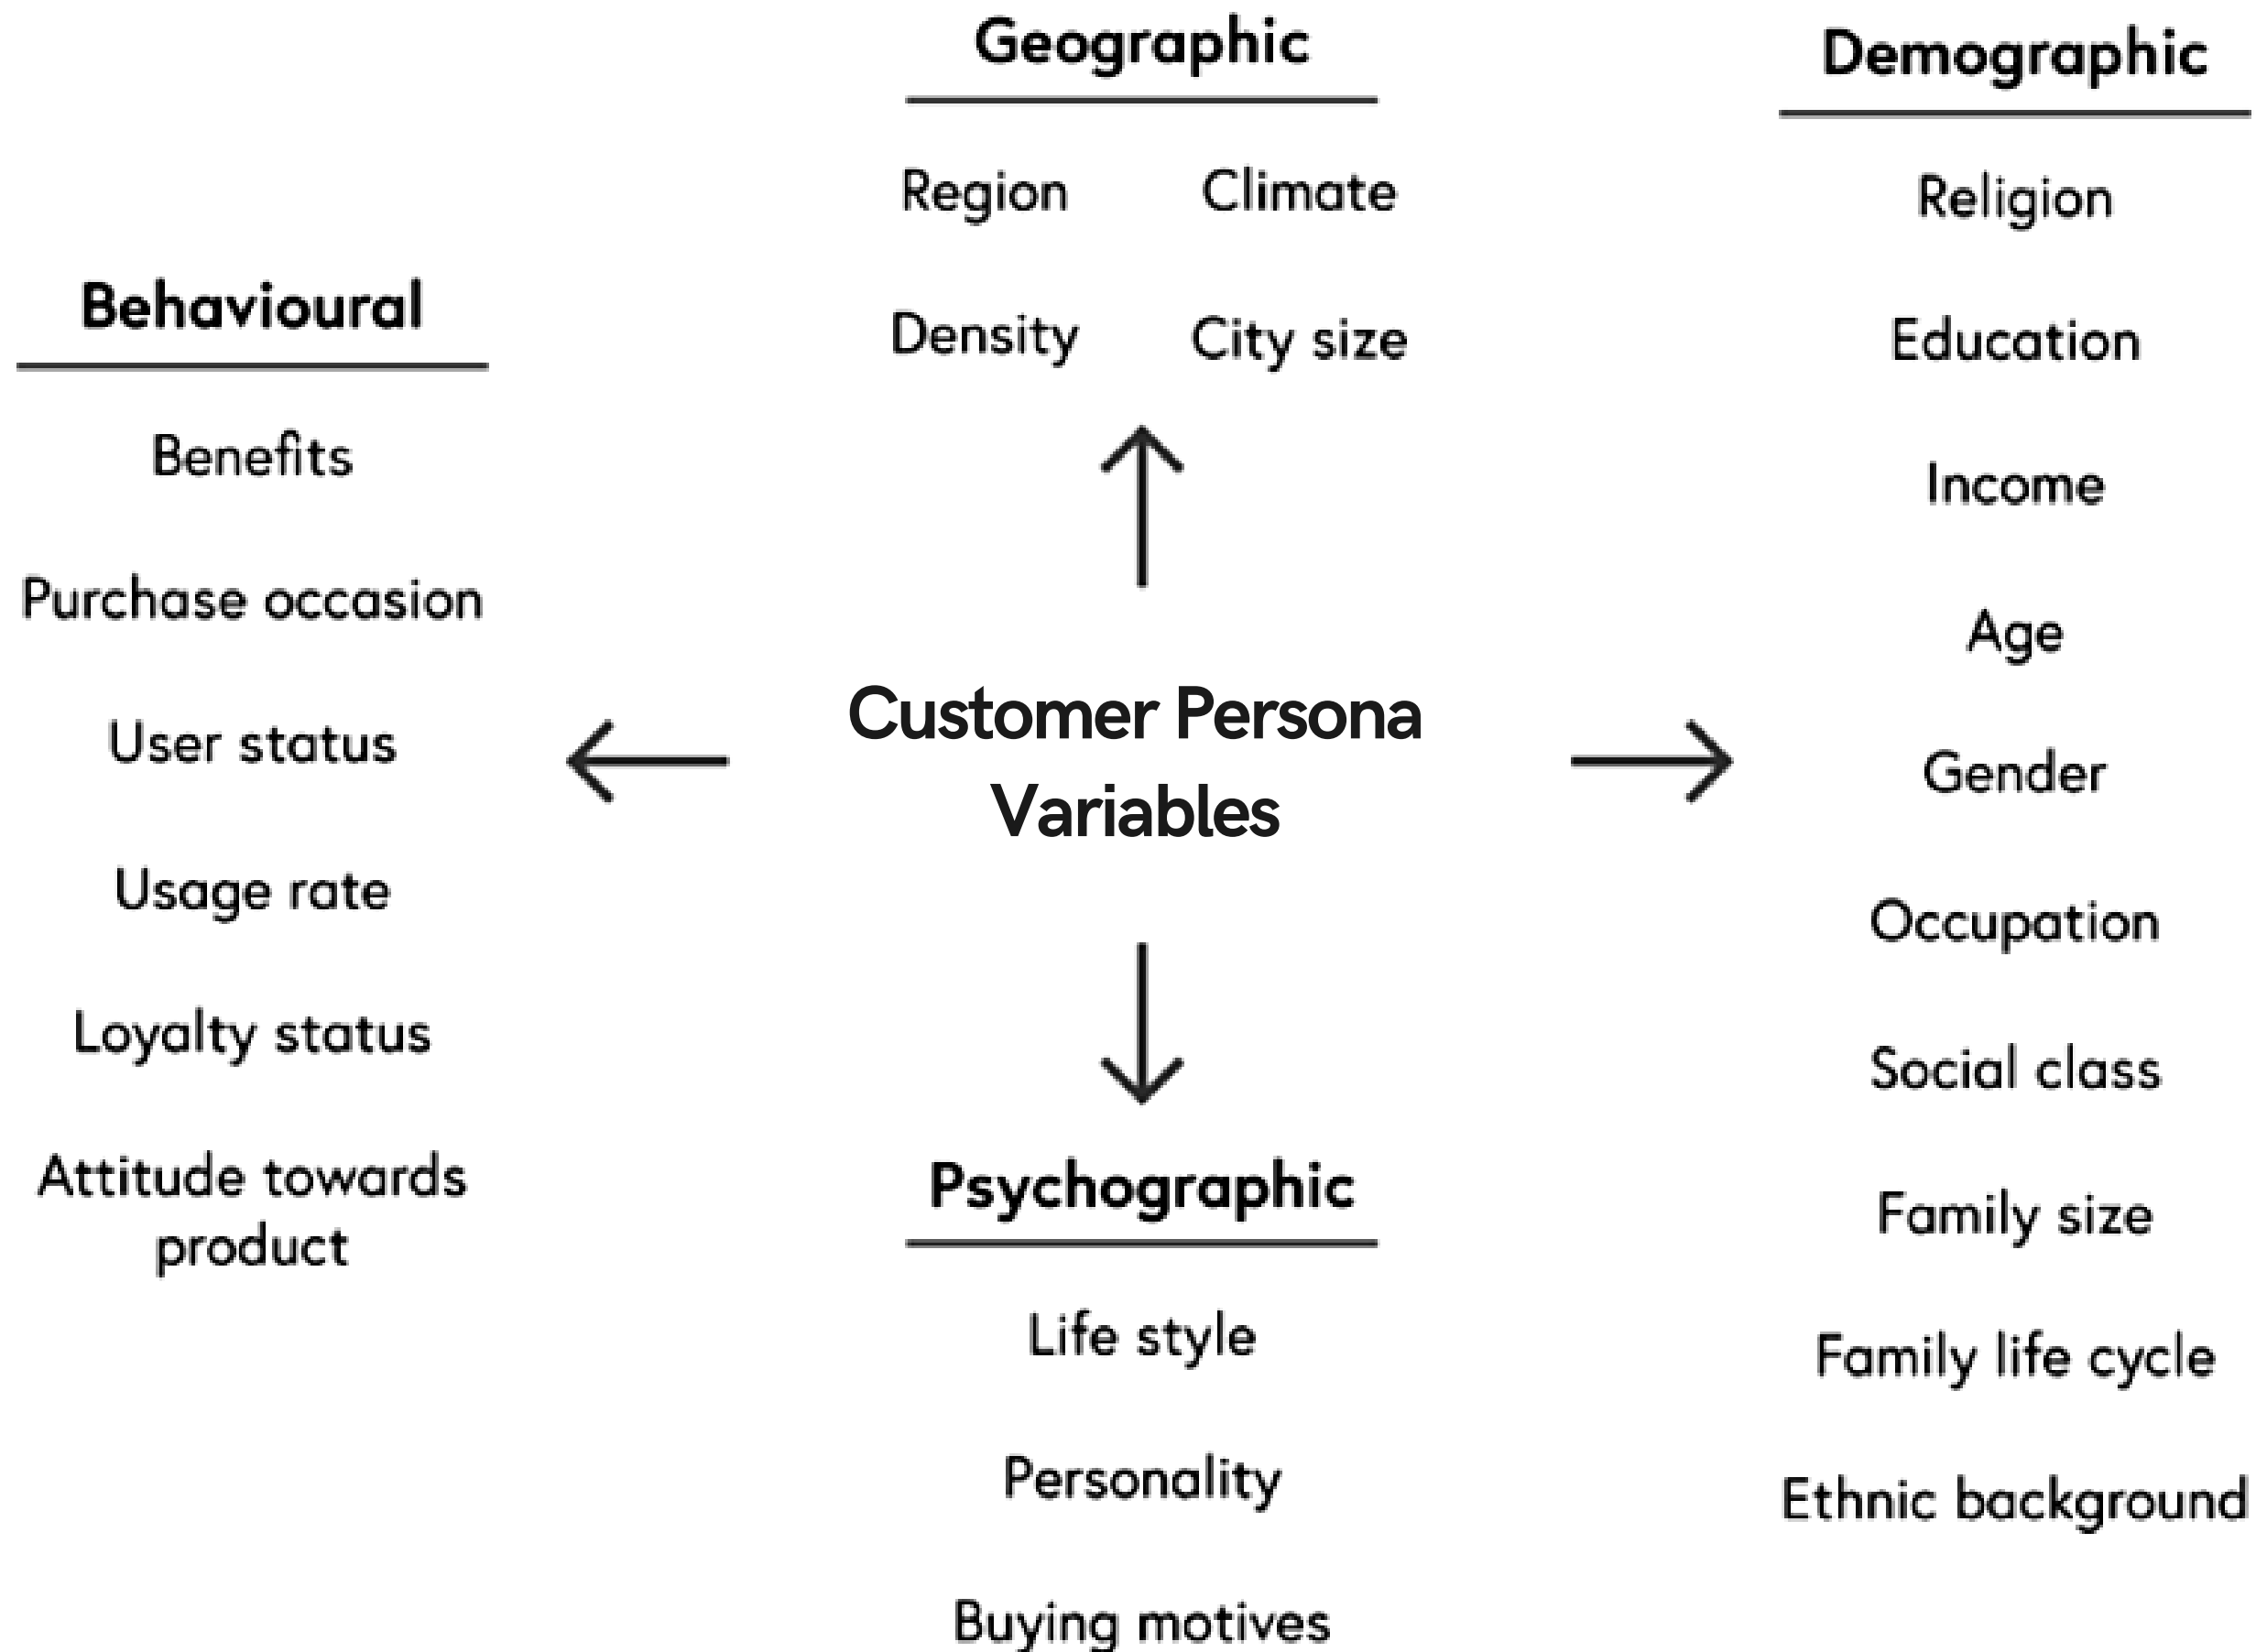 Geographic
Region Climate
Density City size
Demographic
Religion
Education
Income
Age
Gender
Occupation
Social class
Family size
Family life cycle
Ethnic background
Behavioural
Benefits
Purchase occasion
User status
Usage rate
Loyalty status
Attitude towards
product
Customer Persona
Variables
Psychographic
Life style
Personality
Buying motives